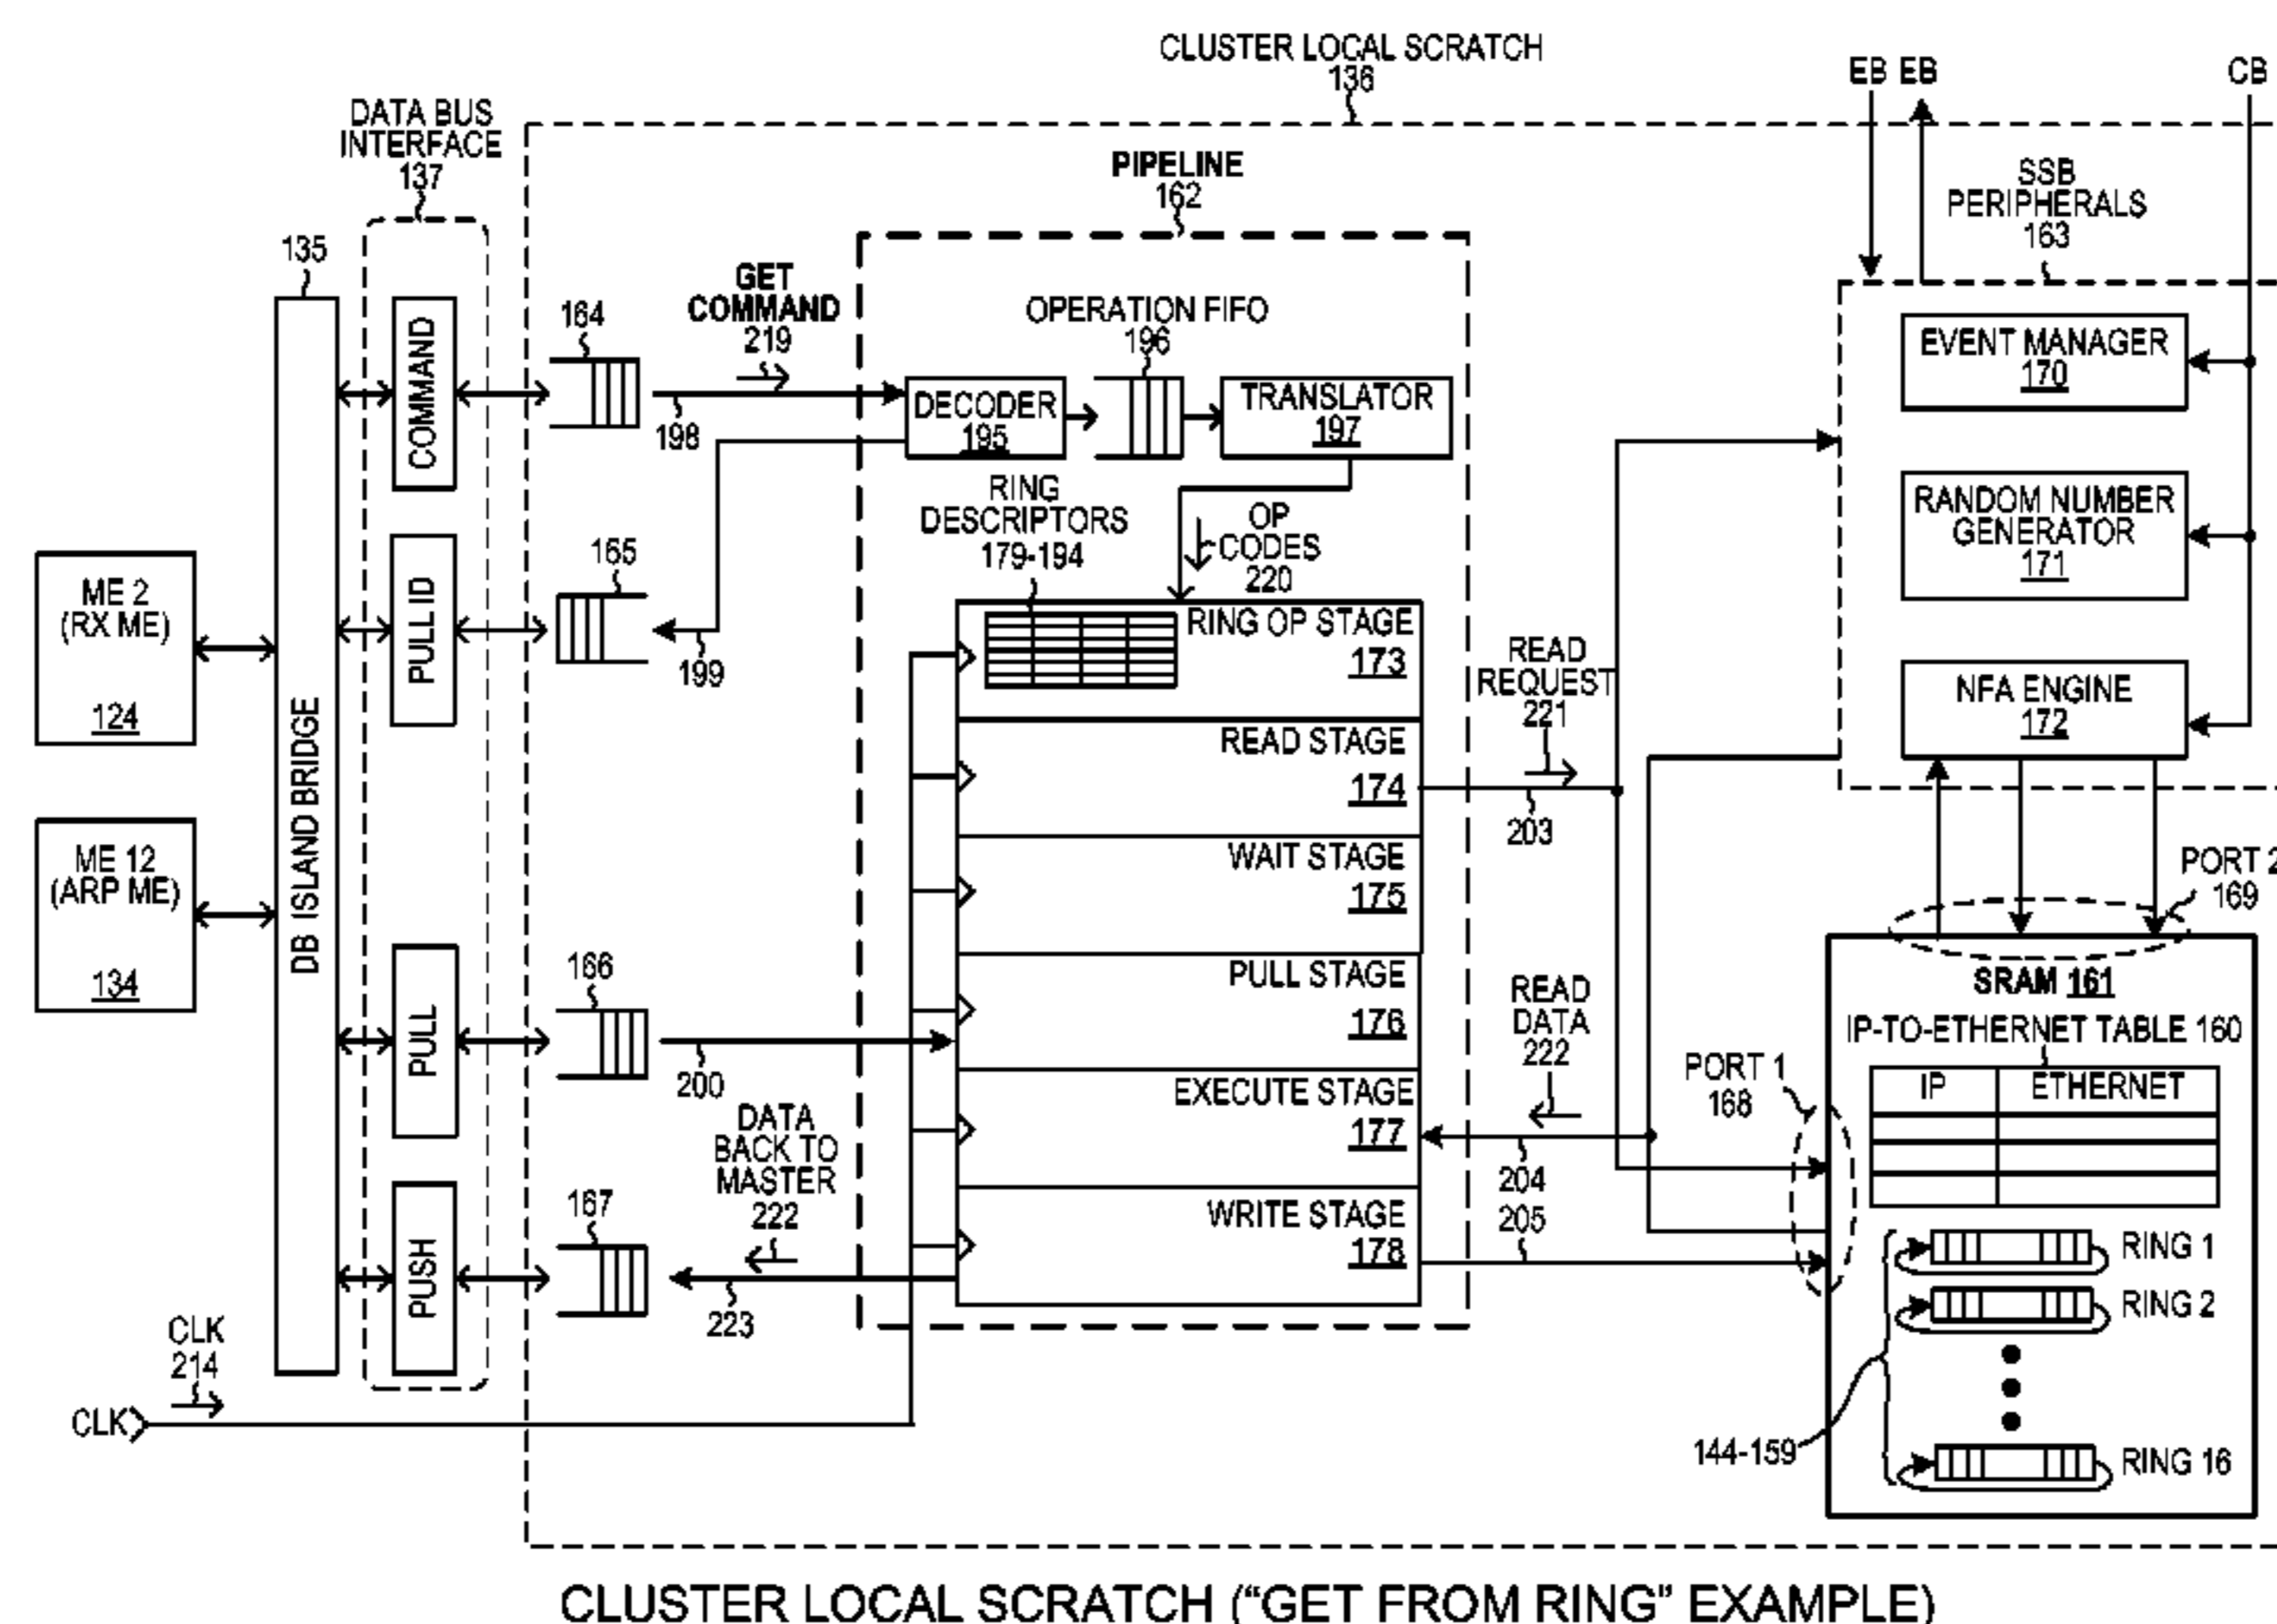 CLUSTER LOCAL SCRATCH
136
EB EB
CB
DATA BUS
INTERFACE
137
PIPELINE
162
SSB
PERIPHERALS
163
135
COMMAND
164
GET
COMMAND
219
198
OPERATION FIFO
196
DECODER
195
TRANSLATOR
197
EVENT MANAGER
170
RING
DESCRIPTORS
179-194
OP
CODES
220
RANDOM NUMBER
GENERATOR
171
ME 2
(RX ME)
124
PULL ID
165
199
RING OP STAGE
173
READ
REQUEST
221
203
NFA ENGINE
172
READ STAGE
174
DB ISLAND BRIDGE
ME 12
(ARP ME)
134
WAIT STAGE
175
PORT 2
169
PULL
166
200
PULL STAGE
176
READ
DATA
222
204
SRAM 161
IP-TO-ETHERNET TABLE 160
IP
ETHERNET
PORT 1
168
EXECUTE STAGE
177
DATA
BACK TO
MASTER
222
223
PUSH
167
WRITE STAGE
178
205
RING 1
RING 2
RING 16
144-159
CLK
214
CLK
CLUSTER LOCAL SCRATCH ("GET FROM RING" EXAMPLE)